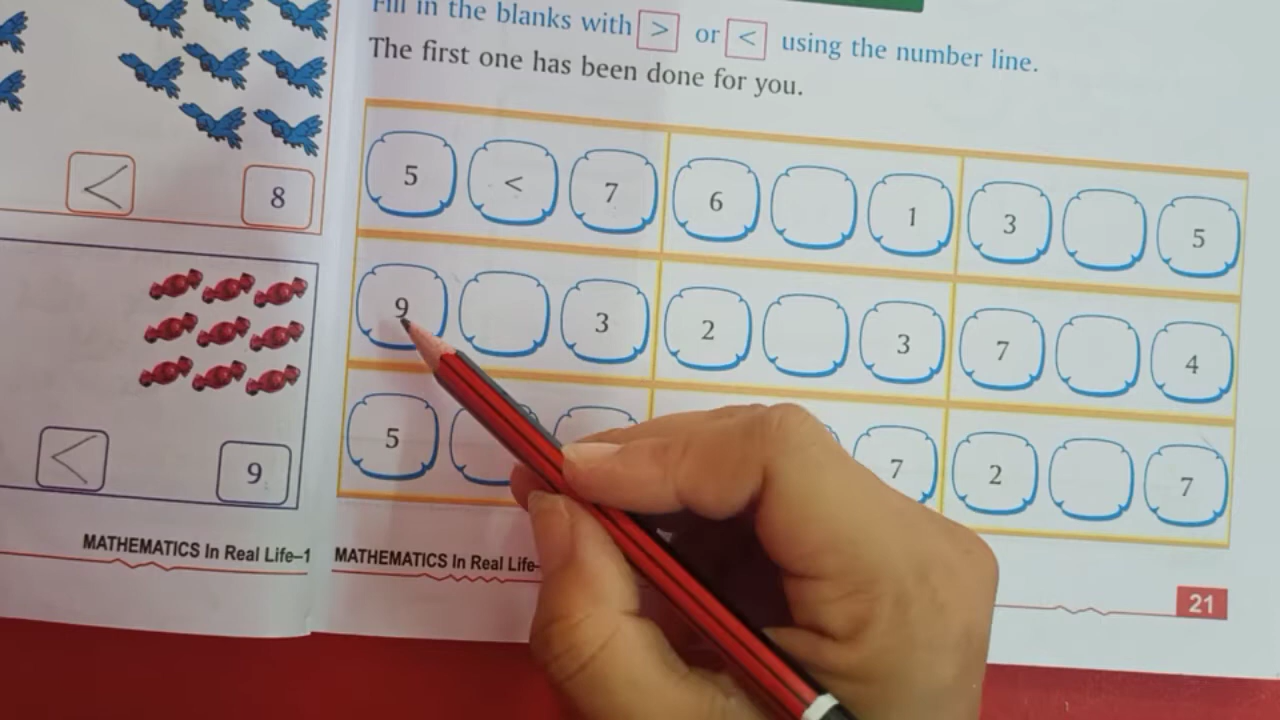 Fill in the blanks with > or < using the number line.
The first one has been done for you.
< 8
5 < 7 6 1 3 5
9 3 2 3 7 4
5 7 2 7
< 9
MATHEMATICS In Real Life–1
MATHEMATICS In Real Life–
21